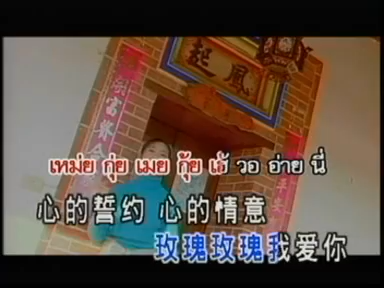 起鳳
เหม่ย กุ้ย เมย กุ้ย เอ้ วอ อ่าย นี่
心的誓约 心的情意
玫瑰玫瑰我爱你